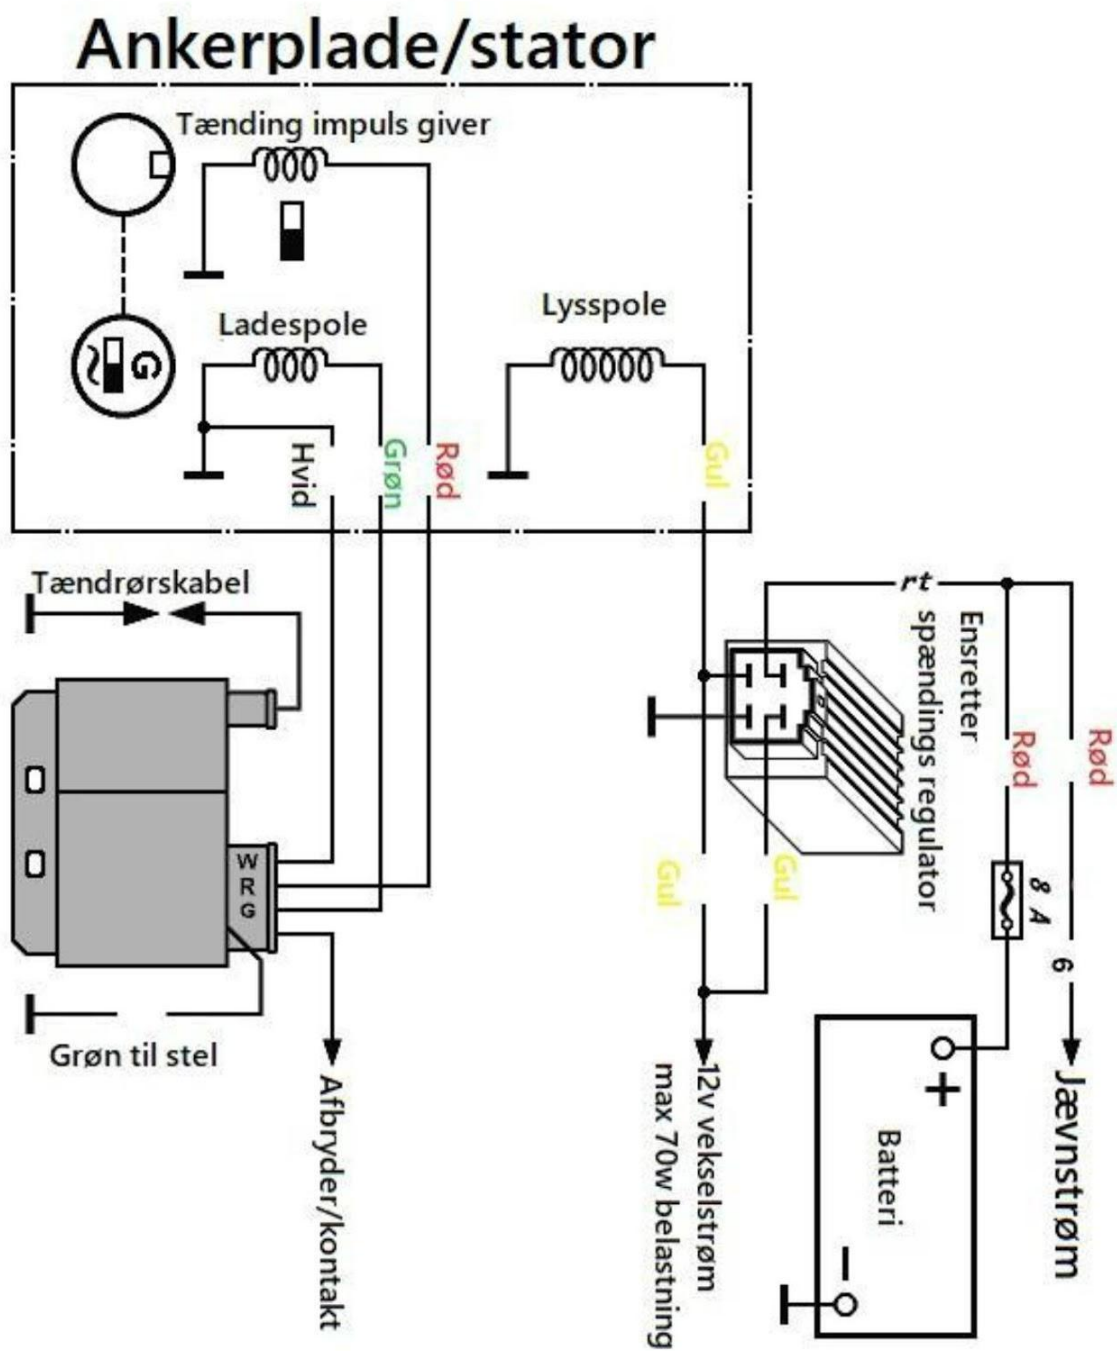 Ankerplade/stator
Tænding impuls giver
Ladespole
Lysspole
G
Hvid
Grøn
Rød
Gul
Tændrørskabel
rt
Ensretter
spændings regulator
Rød
Rød
W
R
G
Gul
Gul
8 A
6
Grøn til stel
Afbryder/kontakt
12v vekselstrøm
max 70w belastning
+
Batteri
−
Jævnstrøm